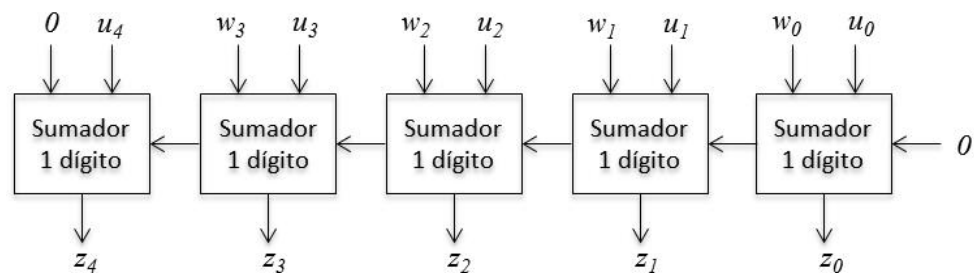 0 u4 w3 u3 w2 u2 w1 u1 w0 u0
Sumador Sumador Sumador Sumador Sumador
1 dígito 1 dígito 1 dígito 1 dígito 1 dígito 0
z4 z3 z2 z1 z0